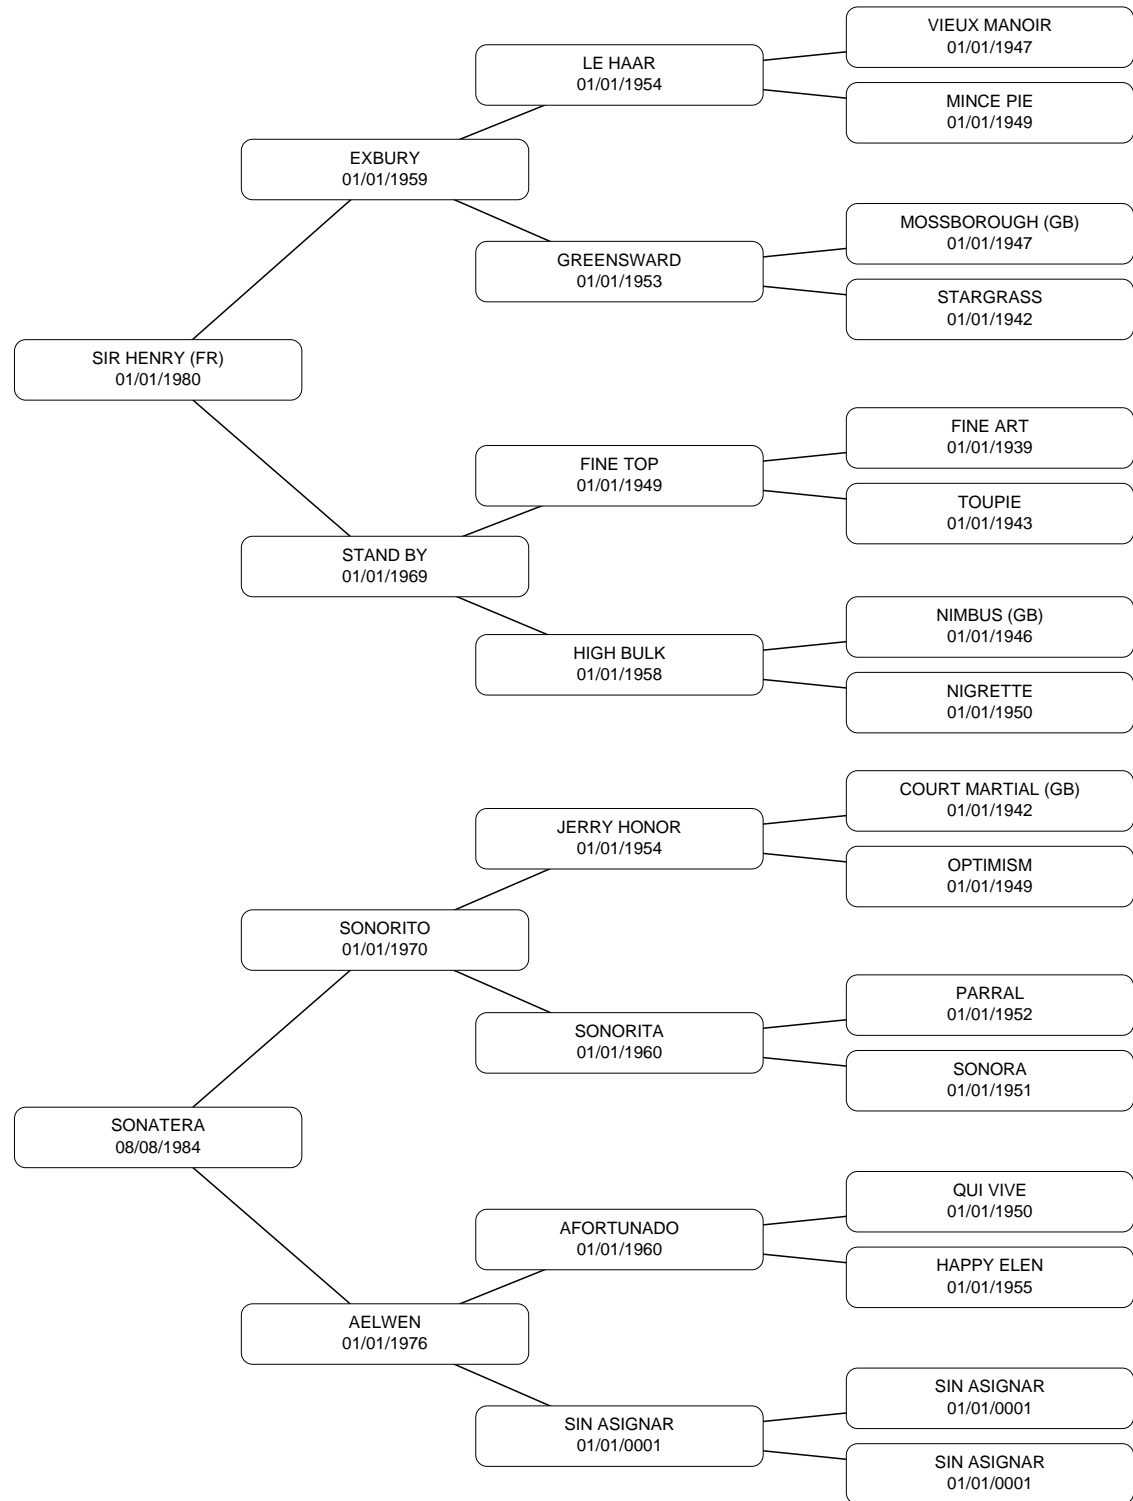 VIEUX MANOIR
01/01/1947
LE HAAR
01/01/1954
MINCE PIE
01/01/1949
EXBURY
01/01/1959
MOSSBOROUGH (GB)
01/01/1947
GREENSWARD
01/01/1953
STARGRASS
01/01/1942
SIR HENRY (FR)
01/01/1980
FINE ART
01/01/1939
FINE TOP
01/01/1949
TOUPIE
01/01/1943
STAND BY
01/01/1969
NIMBUS (GB)
01/01/1946
HIGH BULK
01/01/1958
NIGRETTE
01/01/1950
COURT MARTIAL (GB)
01/01/1942
JERRY HONOR
01/01/1954
OPTIMISM
01/01/1949
SONORITO
01/01/1970
PARRAL
01/01/1952
SONORITA
01/01/1960
SONORA
01/01/1951
SONATERA
08/08/1984
QUI VIVE
01/01/1950
AFORTUNADO
01/01/1960
HAPPY ELEN
01/01/1955
AELWEN
01/01/1976
SIN ASIGNAR
01/01/0001
SIN ASIGNAR
01/01/0001
SIN ASIGNAR
01/01/0001